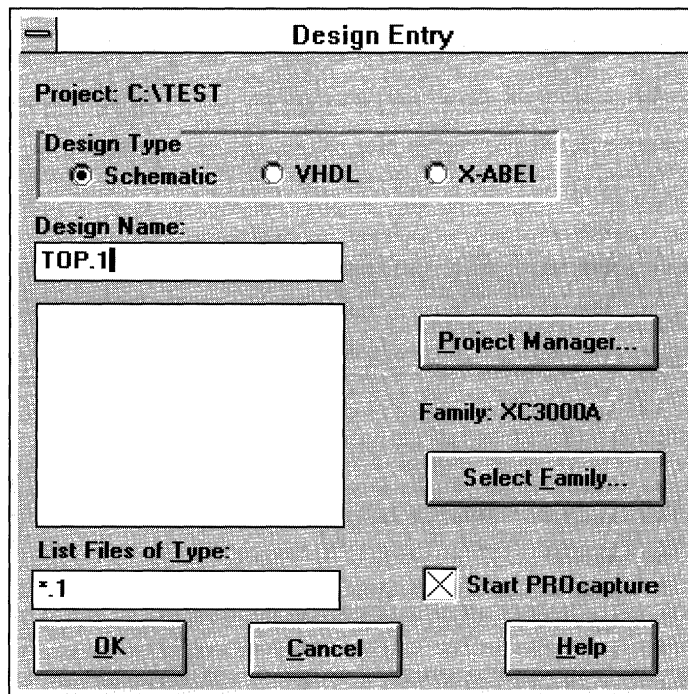 Design Entry
Project: C:\TEST
Design Type
Schematic VHDL X-ABEL
Design Name:
TOP.1
Project Manager...
Family: XC3000A
Select Family...
List Files of Type:
*.1
Start PROcapture
OK Cancel Help